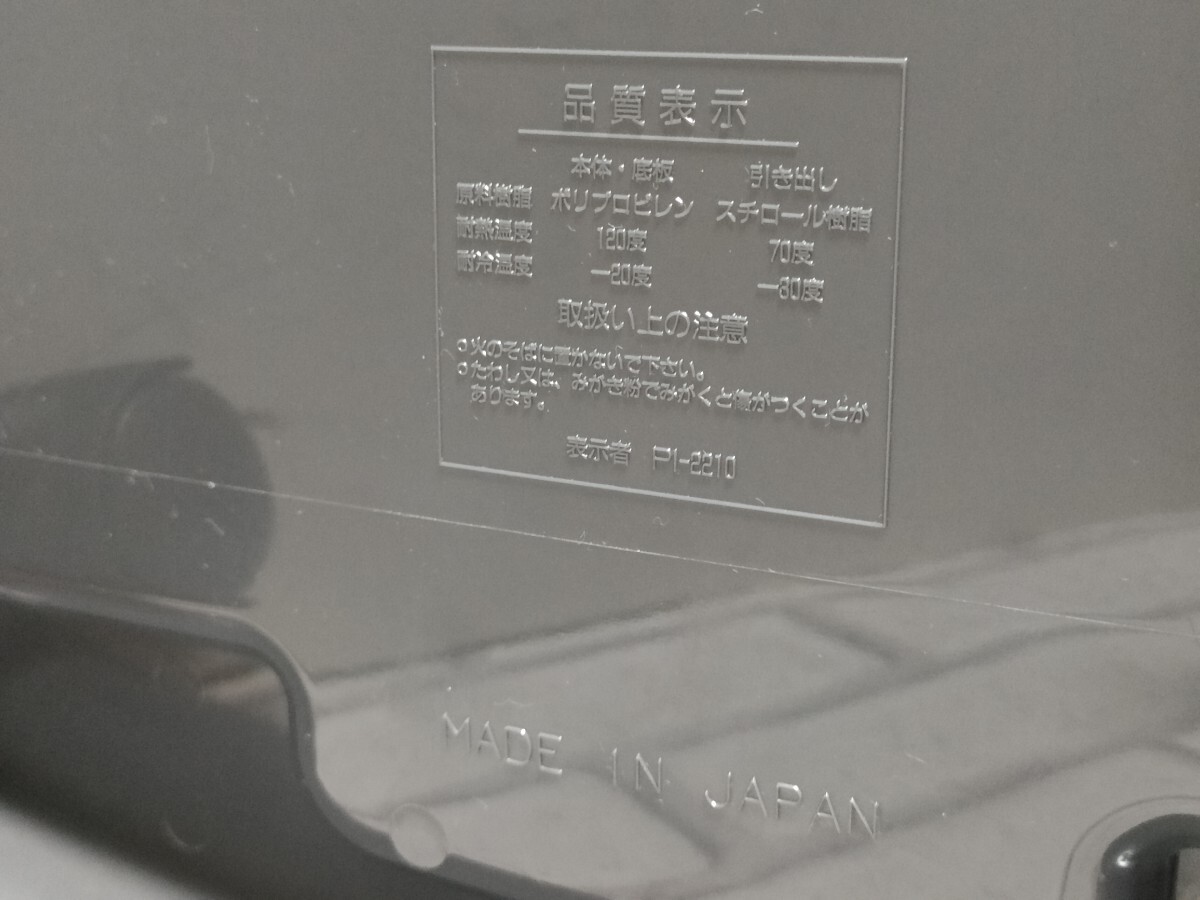 品質表示
本体・底板 引き出し
原料樹脂 ポリプロピレン スチロール樹脂
耐熱温度 120度 70度
耐冷温度 −20度 −30度
取扱い上の注意
○火のそばに置かないで下さい。
○たわし又は、みがき粉でみがくと傷がつくことが
あります。
表示者 PI-2210
MADE IN JAPAN